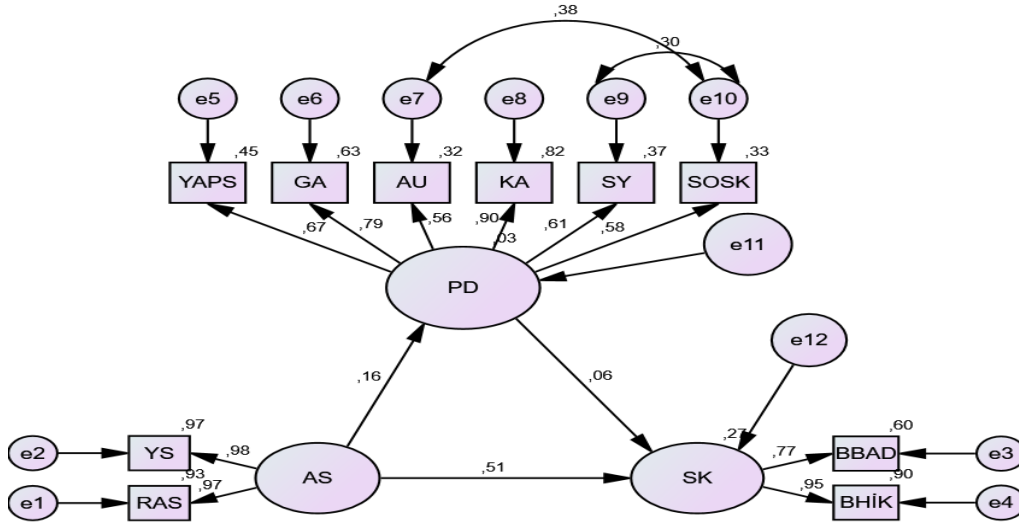 ,38
,30
e5
e6
e7
e8
e9
e10
,45
,63
,32
,82
,37
,33
YAPS
GA
AU
KA
SY
SOSK
,67
,79
,56
,90
,03
,61
,58
e11
PD
e12
,16
,06
,97
,27
,60
e2
YS
,98
,77
BBAD
e3
,93
AS
,51
SK
,90
e1
RAS
,97
,95
BHİK
e4